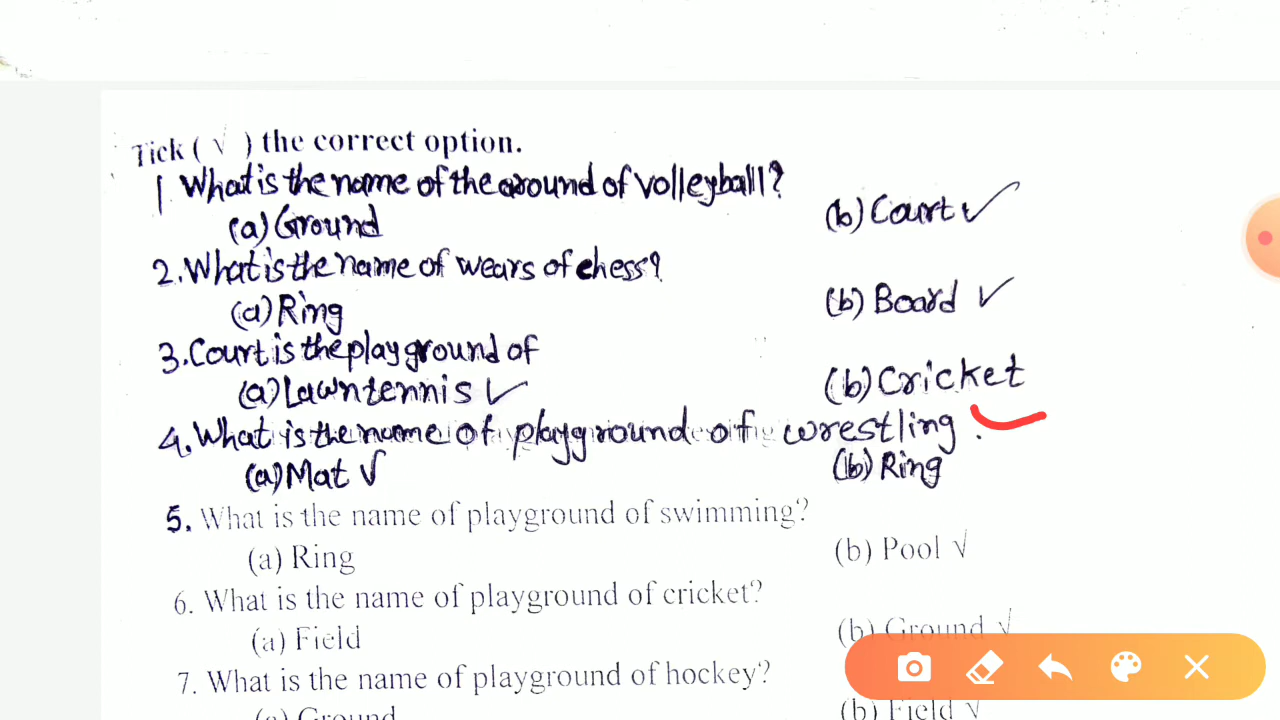 Tick ( √ ) the correct option.
1 What is the name of the around of volleyball?
(a) Ground (b) Court ✓
2. What is the name of wears of chess?
(a) Ring (b) Board ✓
3. Court is the playground of
(a) Lawn tennis ✓ (b) Cricket
4. What is the name of playground of wrestling.
(a) Mat √ (b) Ring
5. What is the name of playground of swimming?
(a) Ring (b) Pool √
6. What is the name of playground of cricket?
(a) Field (b) Ground √
7. What is the name of playground of hockey?
(a) Ground (b) Field √